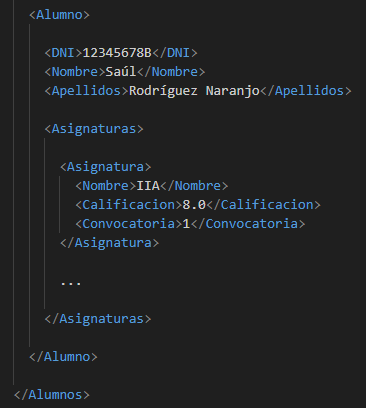 <Alumno>
<DNI>12345678B</DNI>
<Nombre>Saúl</Nombre>
<Apellidos>Rodríguez Naranjo</Apellidos>
<Asignaturas>
<Asignatura>
<Nombre>IIA</Nombre>
<Calificacion>8.0</Calificacion>
<Convocatoria>1</Convocatoria>
</Asignatura>
...
</Asignaturas>
</Alumno>
</Alumnos>